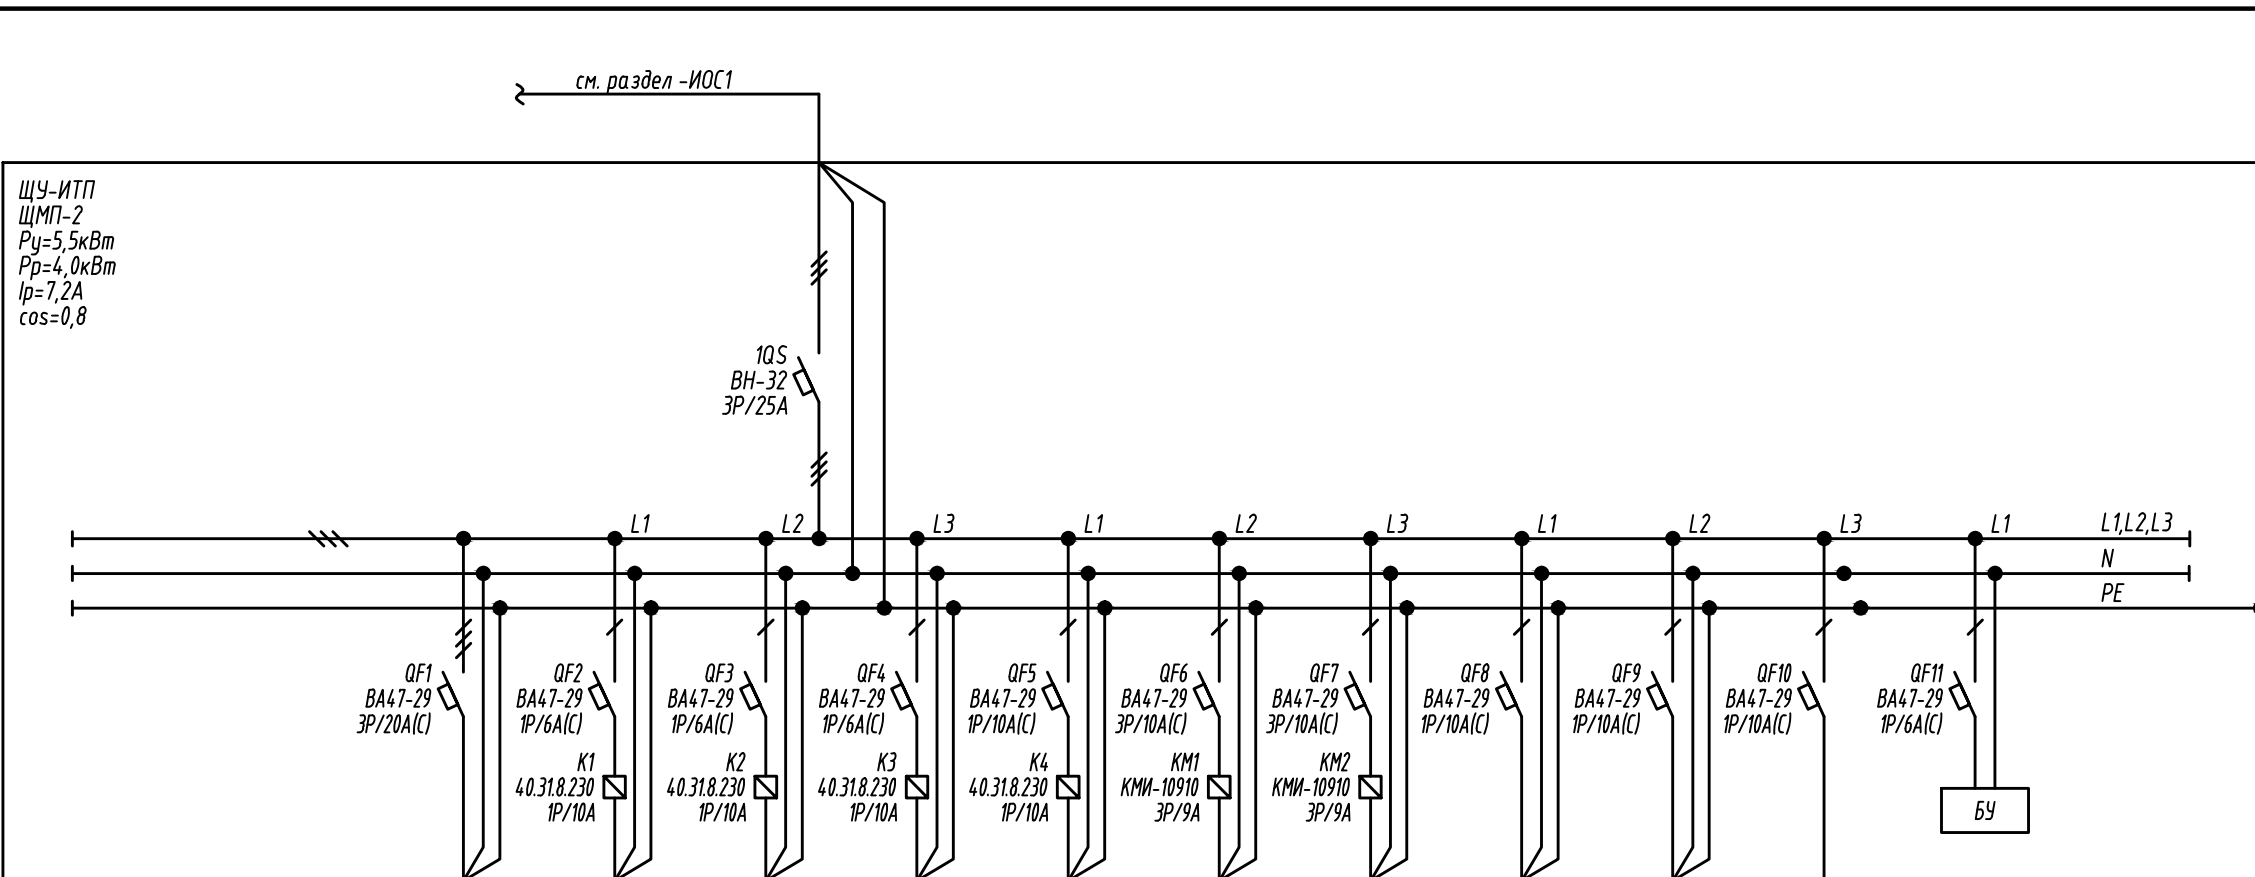 см. раздел -ИОС1
ЩУ-ИТП
ЩМП-2
Ру=5,5кВт
Рр=4,0кВт
Iр=7,2А
cos=0,8
1QS
ВН-32
3Р/25А
L1 L2 L3 L1 L2 L3 L1 L2 L3 L1 L1,L2,L3
N
PE
QF1
ВА47-29
3Р/20А(С)
QF2
ВА47-29
1Р/6А(С)
К1
40.31.8.230
1Р/10А
QF3
ВА47-29
1Р/6А(С)
К2
40.31.8.230
1Р/10А
QF4
ВА47-29
1Р/6А(С)
К3
40.31.8.230
1Р/10А
QF5
ВА47-29
1Р/10А(С)
К4
40.31.8.230
1Р/10А
QF6
ВА47-29
3Р/10А(С)
КМ1
КМИ-10910
3Р/9А
QF7
ВА47-29
3Р/10А(С)
КМ2
КМИ-10910
3Р/9А
QF8
ВА47-29
1Р/10А(С)
QF9
ВА47-29
1Р/10А(С)
QF10
ВА47-29
1Р/10А(С)
QF11
ВА47-29
1Р/6А(С)
БУ